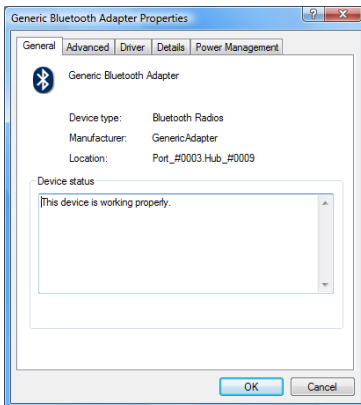 Generic Bluetooth Adapter Properties
General Advanced Driver Details Power Management
Generic Bluetooth Adapter
Device type: Bluetooth Radios
Manufacturer: GenericAdapter
Location: Port_#0003.Hub_#0009
Device status
This device is working properly.
OK Cancel